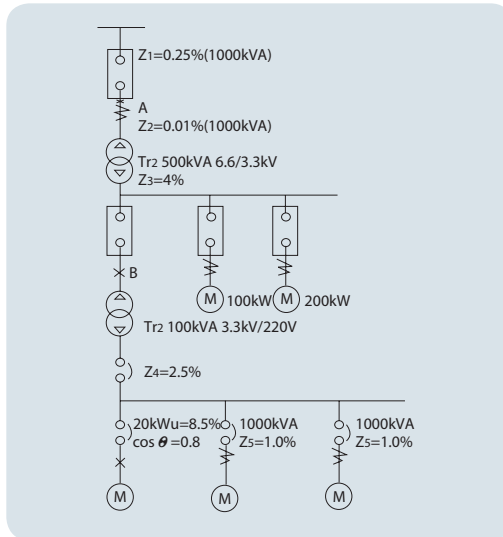 Z1=0.25%(1000kVA)
A
Z2=0.01%(1000kVA)
Tr2 500kVA 6.6/3.3kV
Z3=4%
B
M 100kW M 200kW
Tr2 100kVA 3.3kV/220V
Z4=2.5%
20kWu=8.5% 1000kVA 1000kVA
cos θ =0.8 Z5=1.0% Z5=1.0%
M M M